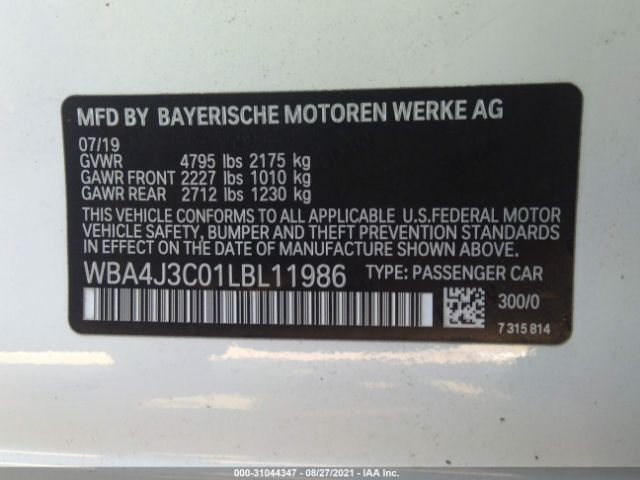 MFD BY BAYERISCHE MOTOREN WERKE AG
07/19
GVWR 4795 lbs 2175 kg
GAWR FRONT 2227 lbs 1010 kg
GAWR REAR 2712 lbs 1230 kg
THIS VEHICLE CONFORMS TO ALL APPLICABLE U.S.FEDERAL MOTOR
VEHICLE SAFETY, BUMPER AND THEFT PREVENTION STANDARDS
IN EFFECT ON THE DATE OF MANUFACTURE SHOWN ABOVE.
WBA4J3C01LBL11986 TYPE: PASSENGER CAR
300/0
7 315 814
000-31044347 - 08/27/2021 - IAA Inc.